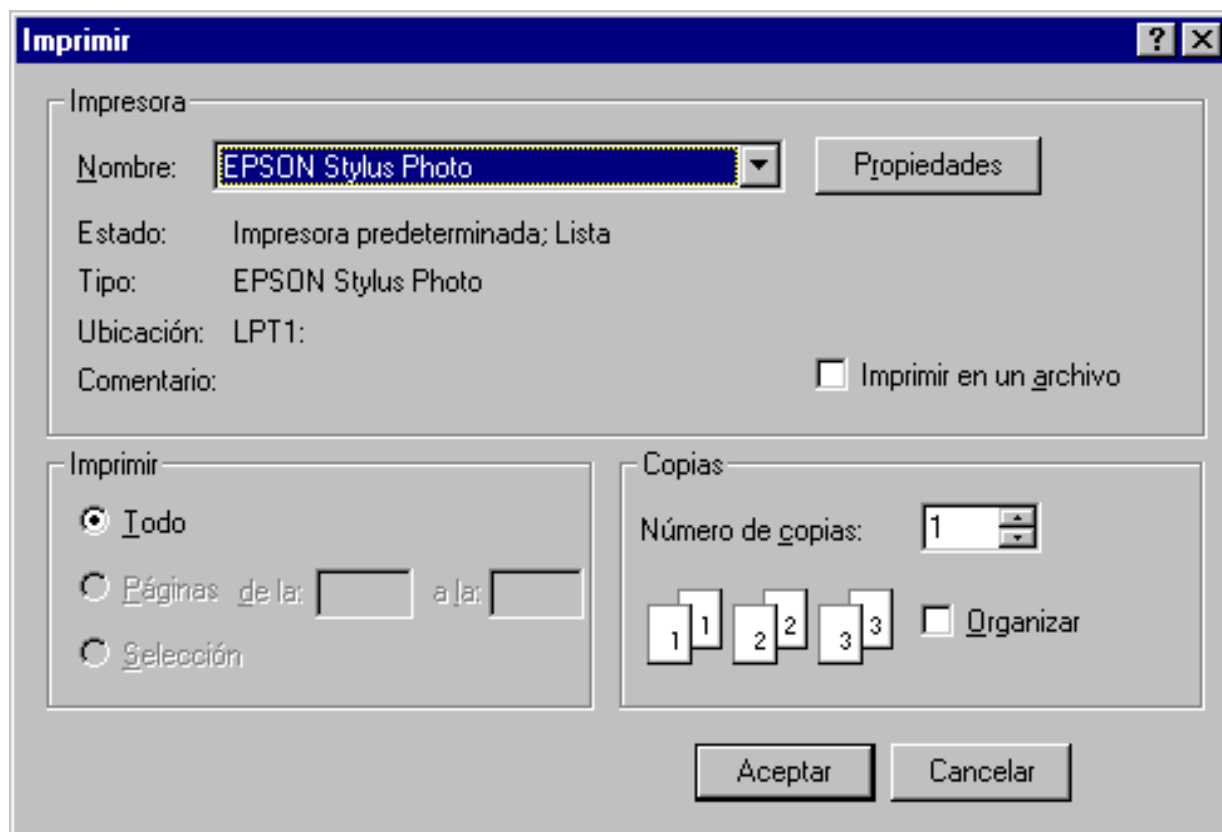 Imprimir
Impresora
Nombre: EPSON Stylus Photo Propiedades
Estado: Impresora predeterminada; Lista
Tipo: EPSON Stylus Photo
Ubicación: LPT1:
Comentario: Imprimir en un archivo
Imprimir
Todo
Páginas de la: a la:
Selección
Copias
Número de copias: 1
1 1 2 2 3 3 Organizar
Aceptar Cancelar